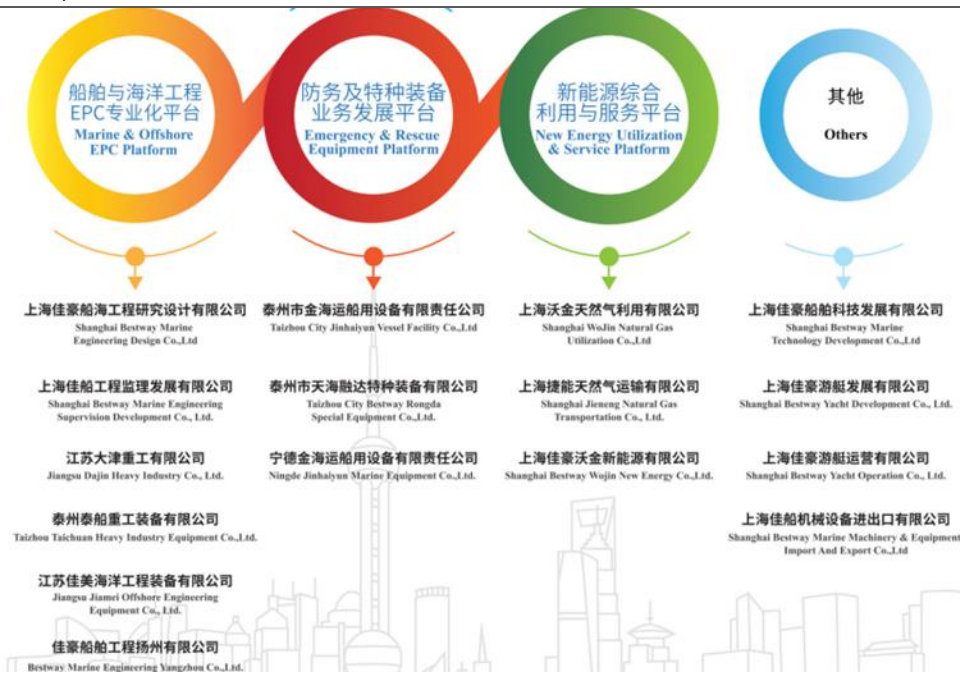 船舶与海洋工程
EPC专业化平台
Marine & Offshore
EPC Platform
防务及特种装备
业务发展平台
Emergency & Rescue
Equipment Platform
新能源综合
利用与服务平台
New Energy Utilization
& Service Platform
其他
Others
上海佳豪船海工程研究设计有限公司
Shanghai Bestway Marine
Engineering Design Co.,Ltd
上海佳船工程监理发展有限公司
Shanghai Bestway Marine Engineering
Supervision Development Co., Ltd.
江苏大津重工有限公司
Jiangsu Dajin Heavy Industry Co., Ltd.
泰州泰船重工装备有限公司
Taizhou Taichuan Heavy Industry Equipment Co.,Ltd.
江苏佳美海洋工程装备有限公司
Jiangsu Jiamei Offshore Engineering
Equipment Co., Ltd.
佳豪船舶工程扬州有限公司
Bestway Marine Engineering Yangzhou Co.,Ltd.
泰州市金海运船用设备有限责任公司
Taizhou City Jinhaiyun Vessel Facility Co.,Ltd
泰州市天海融达特种装备有限公司
Taizhou City Bestway Rongda
Special Equipment Co.,Ltd.
宁德金海运船用设备有限责任公司
Ningde Jinhaiyun Marine Equipment Co.,Ltd.
上海沃金天然气利用有限公司
Shanghai WoJin Natural Gas
Utilization Co.,Ltd
上海捷能天然气运输有限公司
Shanghai Jieneng Natural Gas
Transportation Co., Ltd.
上海佳豪沃金新能源有限公司
Shanghai Bestway Wojin New Energy Co.,Ltd.
上海佳豪船舶科技发展有限公司
Shanghai Bestway Marine
Technology Development Co.,Ltd
上海佳豪游艇发展有限公司
Shanghai Bestway Yacht Development Co., Ltd.
上海佳豪游艇运营有限公司
Shanghai Bestway Yacht Operation Co., Ltd.
上海佳船机械设备进出口有限公司
Shanghai Bestway Marine Machinery & Equipment
Import And Export Co.,Ltd